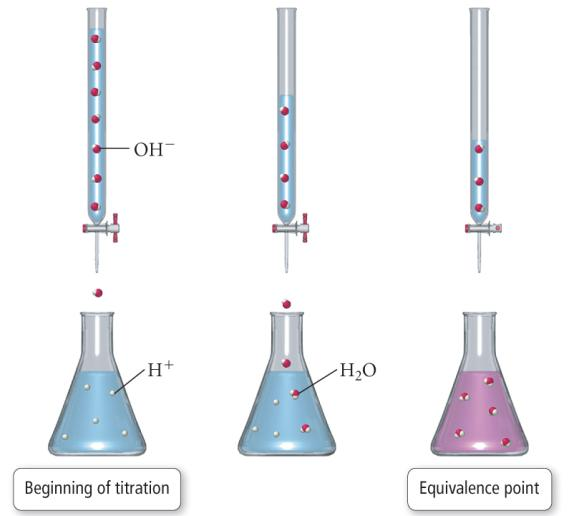 OH⁻
H⁺
H₂O
Beginning of titration
Equivalence point